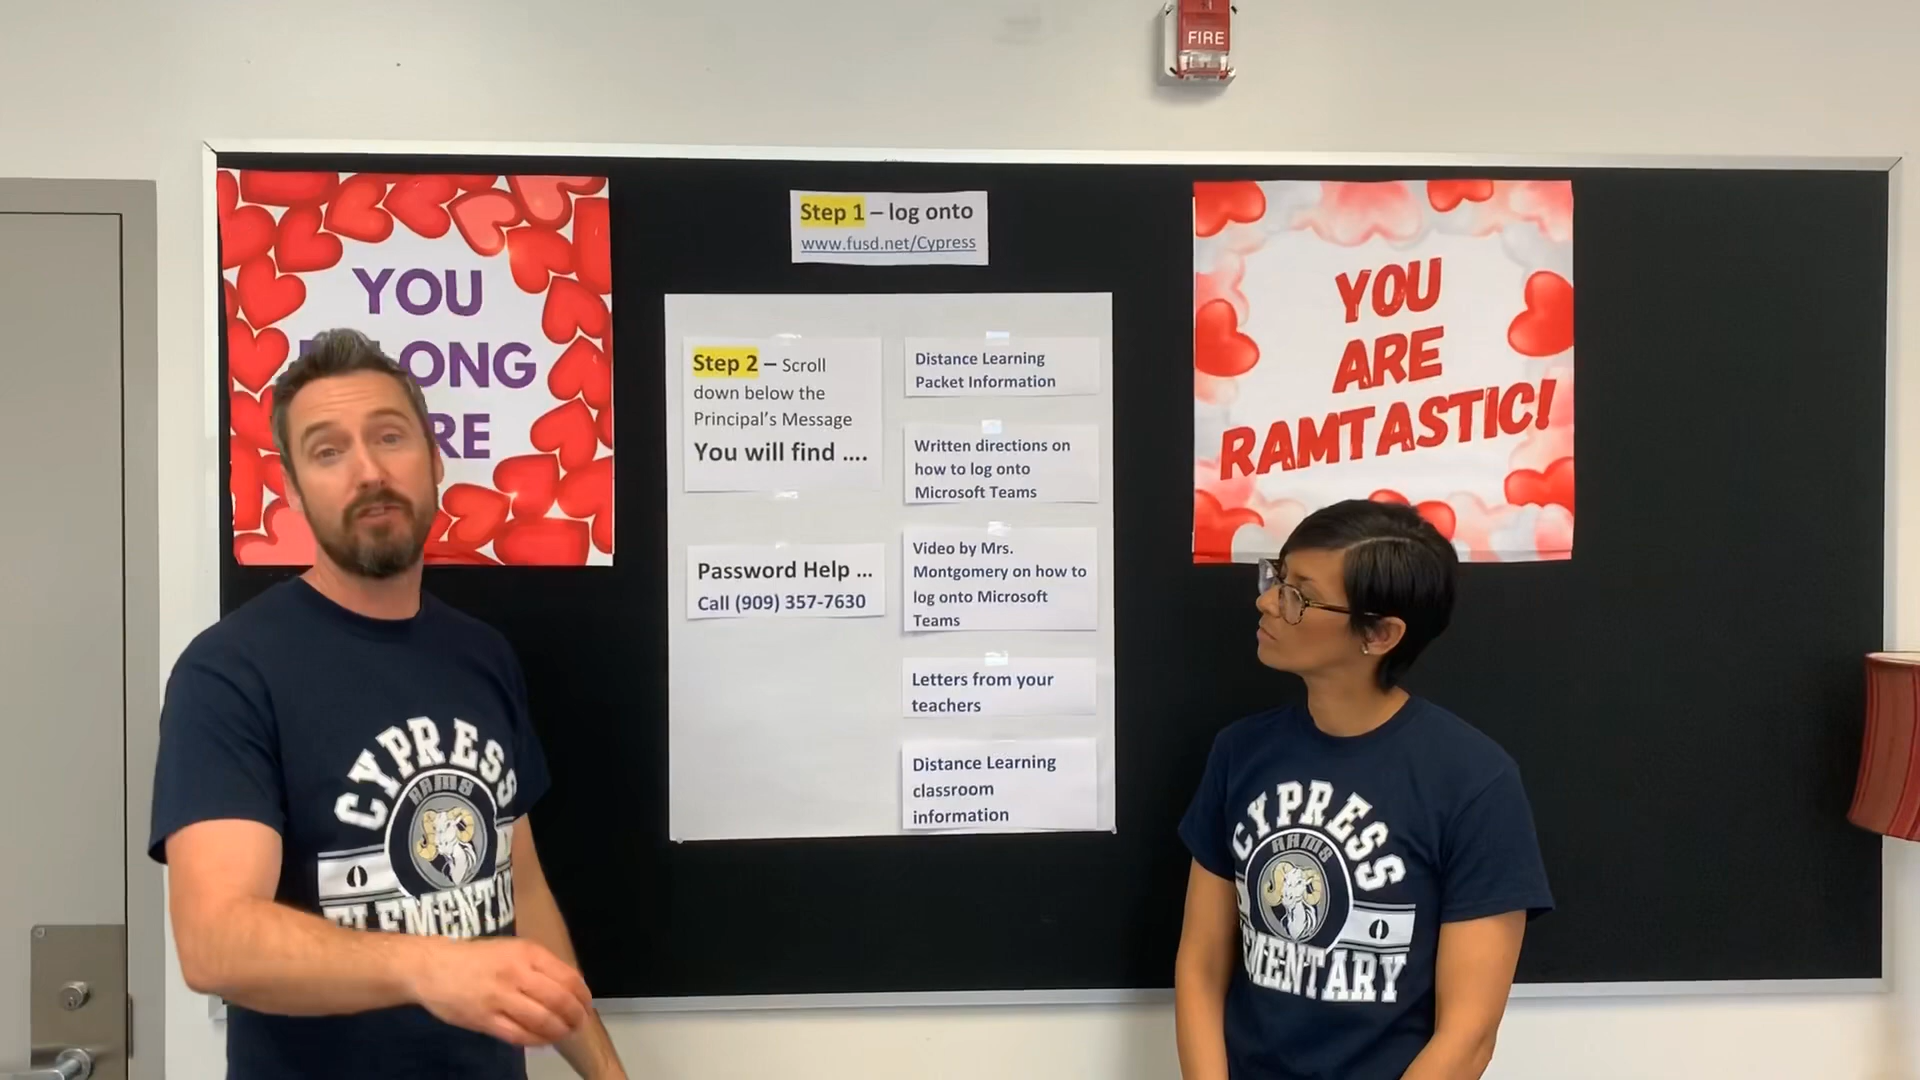 FIRE
YOU
ONG
RE
Step 1 – log onto
www.fusd.net/Cypress
YOU
ARE
RAMTASTIC!
Step 2 – Scroll
down below the
Principal's Message
You will find ....
Password Help ...
Call (909) 357-7630
Distance Learning
Packet Information
Written directions on
how to log onto
Microsoft Teams
Video by Mrs.
Montgomery on how to
log onto Microsoft
Teams
Letters from your
teachers
Distance Learning
classroom
information
CYPRESS
RAMS
ELEMENTA
CYPRESS
RAMS
EMENTARY